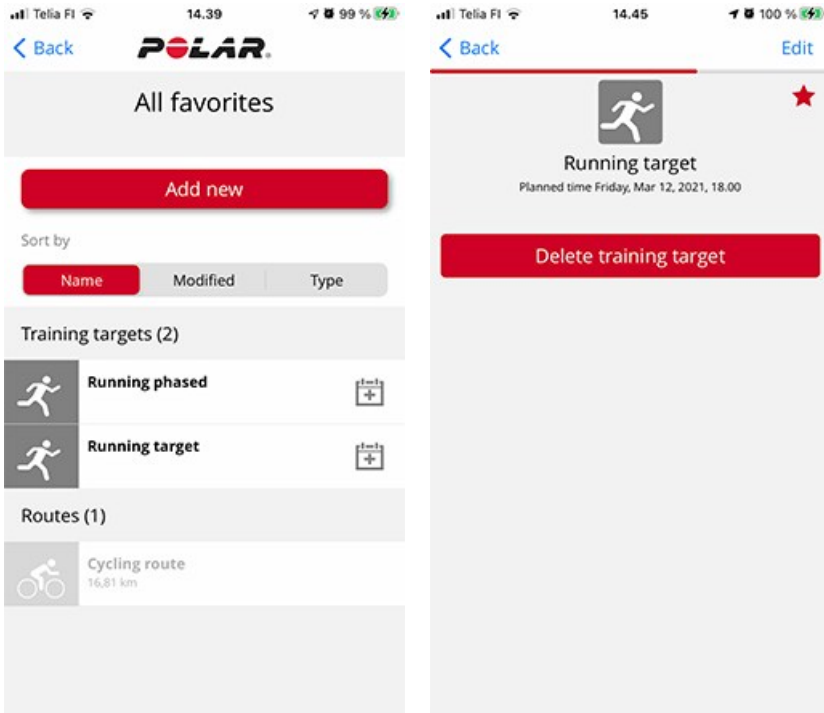 Telia FI 14.39 99 %
Back POLAR.
All favorites
Add new
Sort by
Name Modified Type
Training targets (2)
Running phased
Running target
Routes (1)
Cycling route
16,81 km
Telia FI 14.45 100 %
Back Edit
Running target
Planned time Friday, Mar 12, 2021, 18.00
Delete training target